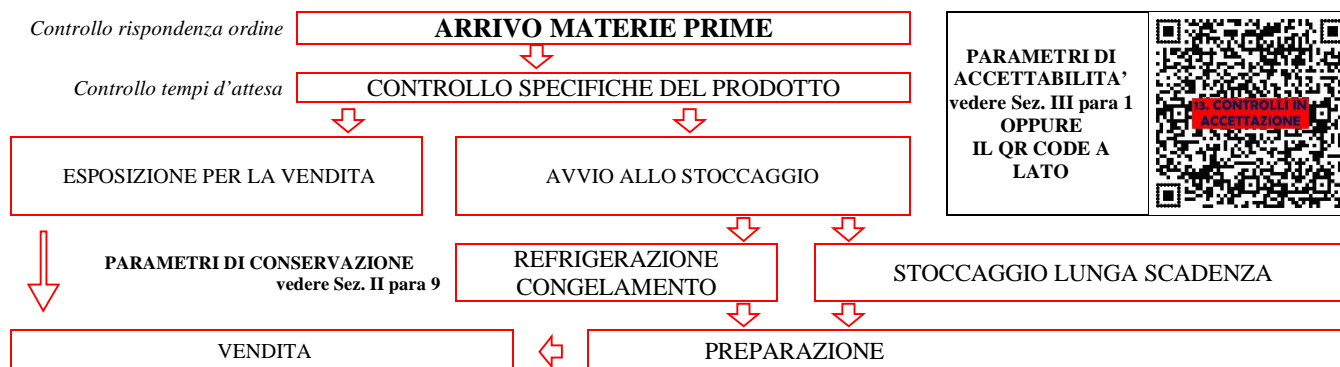 Controllo rispondenza ordine
ARRIVO MATERIE PRIME
Controllo tempi d'attesa
CONTROLLO SPECIFICHE DEL PRODOTTO
PARAMETRI DI
ACCETTABILITA'
vedere Sez. III para 1
OPPURE
IL QR CODE A
LATO
13. CONTROLLI IN
ACCETTAZIONE
ESPOSIZIONE PER LA VENDITA
AVVIO ALLO STOCCAGGIO
PARAMETRI DI CONSERVAZIONE
vedere Sez. II para 9
REFRIGERAZIONE
CONGELAMENTO
STOCCAGGIO LUNGA SCADENZA
VENDITA
PREPARAZIONE